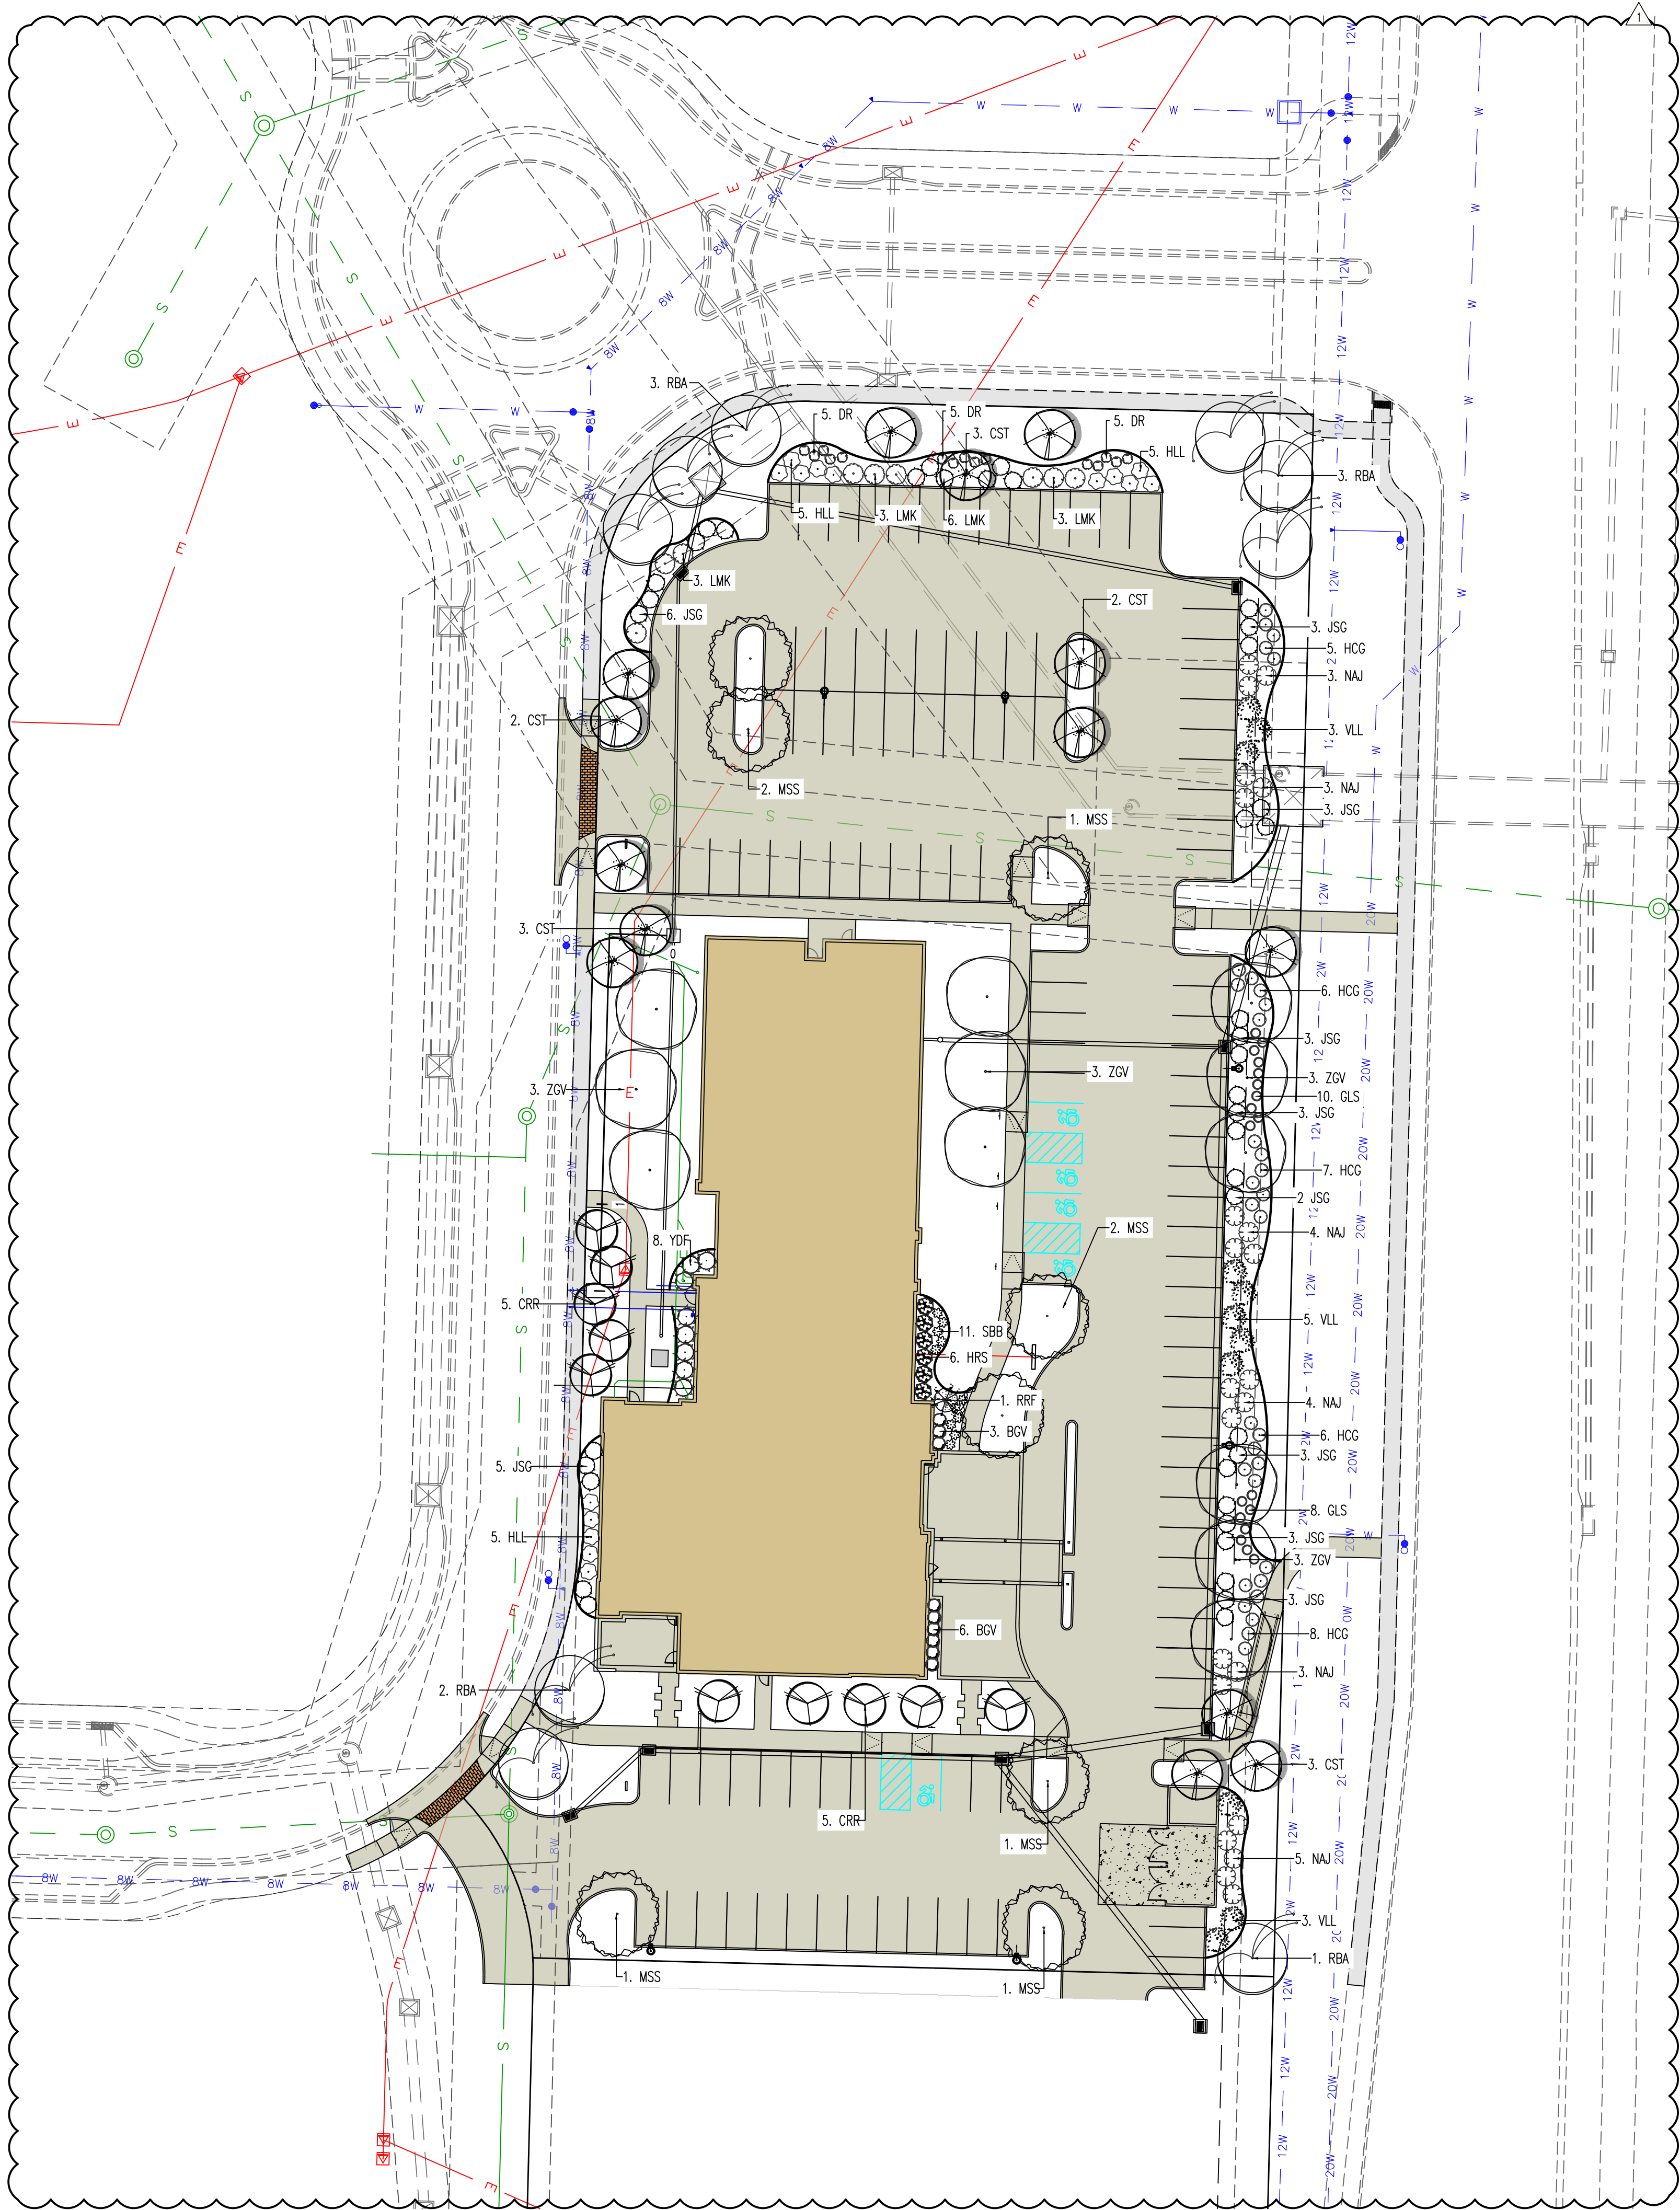 1
3. RBA
5. DR
5. DR
3. CST
5. DR
5. HLL
3. RBA
5. HLL
3. LMK
6. LMK
3. LMK
3. LMK
6. JSG
2. CST
3. JSG
5. HCG
3. NAJ
2. CST
3. VLL
2. MSS
3. NAJ
3. JSG
1. MSS
3. CST
6. HCG
3. JSG
3. ZGV
3. ZGV
3. ZGV
10. GLS
3. JSG
7. HCG
2 JSG
2. MSS
4. NAJ
8. YDF
5. CRR
5. VLL
11. SBB
6. HRS
1. RRF
4. NAJ
3. BGV
6. HCG
3. JSG
5. JSG
8. GLS
5. HLL
3. JSG
3. ZGV
3. JSG
6. BGV
8. HCG
3. NAJ
2. RBA
3. CST
5. CRR
1. MSS
5. NAJ
3. VLL
1. RBA
1. MSS
1. MSS
S
E
W
8W
12W
20W